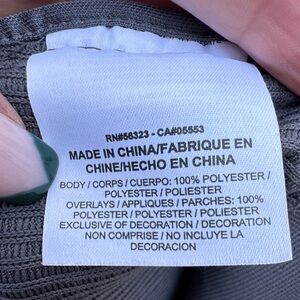 RN#56323 - CA#05553
MADE IN CHINA/FABRIQUE EN
CHINE/HECHO EN CHINA
BODY / CORPS / CUERPO: 100% POLYESTER /
POLYESTER / POLIESTER
OVERLAYS / APPLIQUES / PARCHES: 100%
POLYESTER / POLYESTER / POLIESTER
EXCLUSIVE OF DECORATION / DECORATION
NON COMPRISE / NO INCLUYE LA
DECORACION